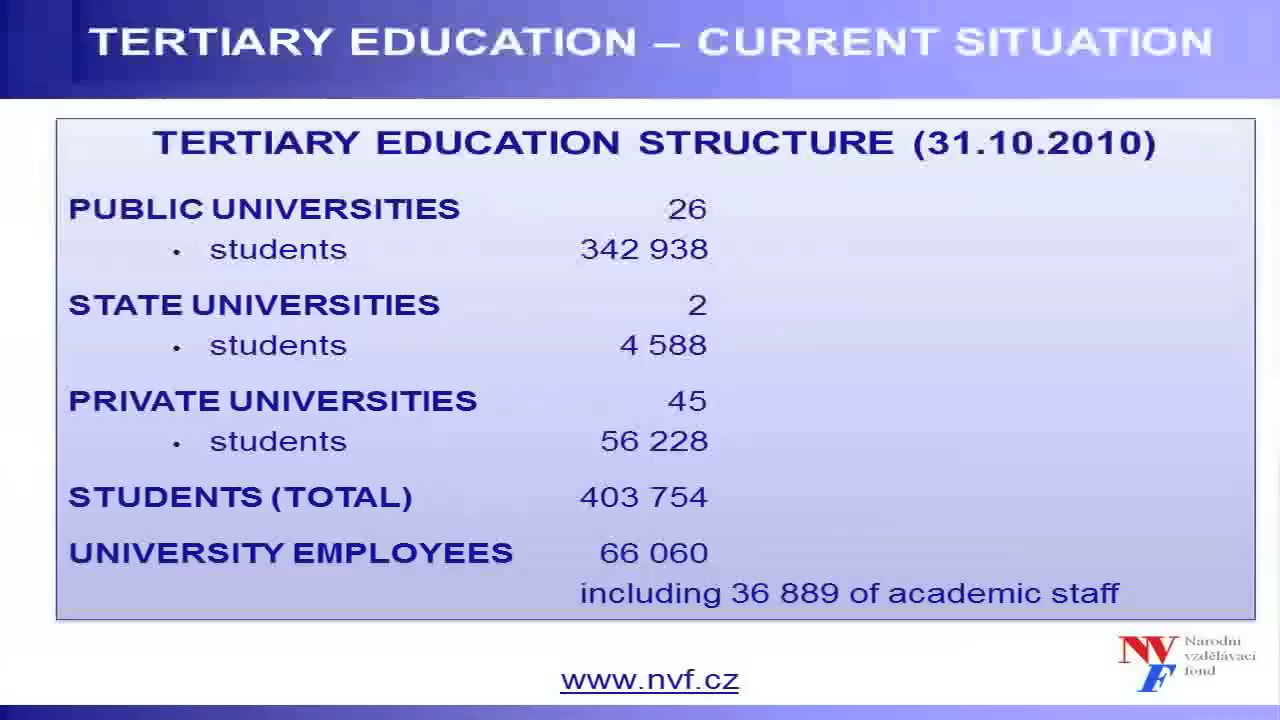 TERTIARY EDUCATION – CURRENT SITUATION
TERTIARY EDUCATION STRUCTURE (31.10.2010)
PUBLIC UNIVERSITIES 26
• students 342 938
STATE UNIVERSITIES 2
• students 4 588
PRIVATE UNIVERSITIES 45
• students 56 228
STUDENTS (TOTAL) 403 754
UNIVERSITY EMPLOYEES 66 060
including 36 889 of academic staff
NVF
Národní
vzdělávací
fond
www.nvf.cz